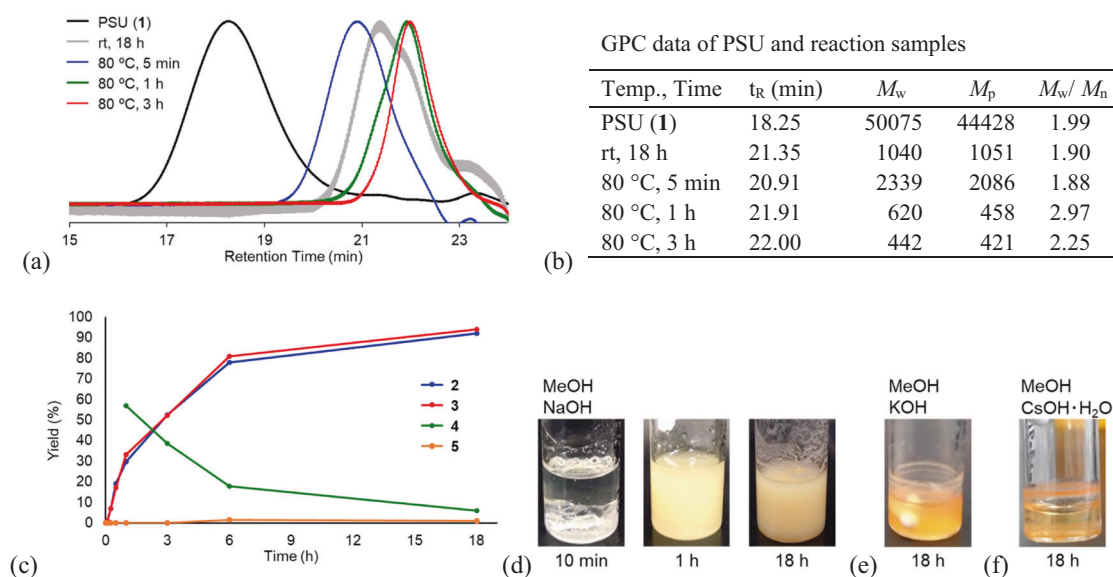 PSU (1)
rt, 18 h
80 ºC, 5 min
80 ºC, 1 h
80 ºC, 3 h
15 17 19 21 23
Retention Time (min)
(a)
GPC data of PSU and reaction samples
Temp., Time tR (min) Mw Mp Mw/ Mn
PSU (1) 18.25 50075 44428 1.99
rt, 18 h 21.35 1040 1051 1.90
80 °C, 5 min 20.91 2339 2086 1.88
80 °C, 1 h 21.91 620 458 2.97
80 °C, 3 h 22.00 442 421 2.25
(b)
100
90
80
70
60
50
40
30
20
10
0
Yield (%)
2
3
4
5
0 3 6 9 12 15 18
Time (h)
(c)
MeOH
NaOH
10 min 1 h 18 h
(d)
MeOH
KOH
18 h
(e)
MeOH
CsOH·H2O
18 h
(f)